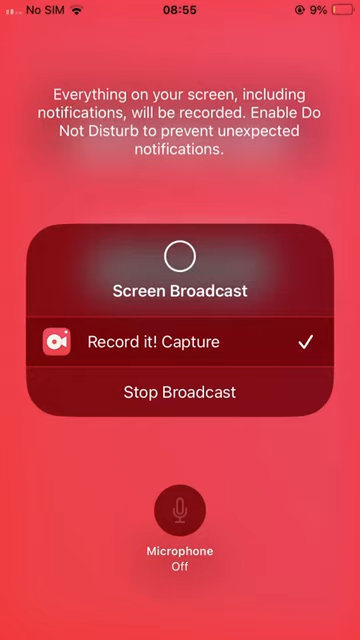 No SIM 08:55 9%
Everything on your screen, including
notifications, will be recorded. Enable Do
Not Disturb to prevent unexpected
notifications.
Screen Broadcast
Record it! Capture
Stop Broadcast
Microphone
Off